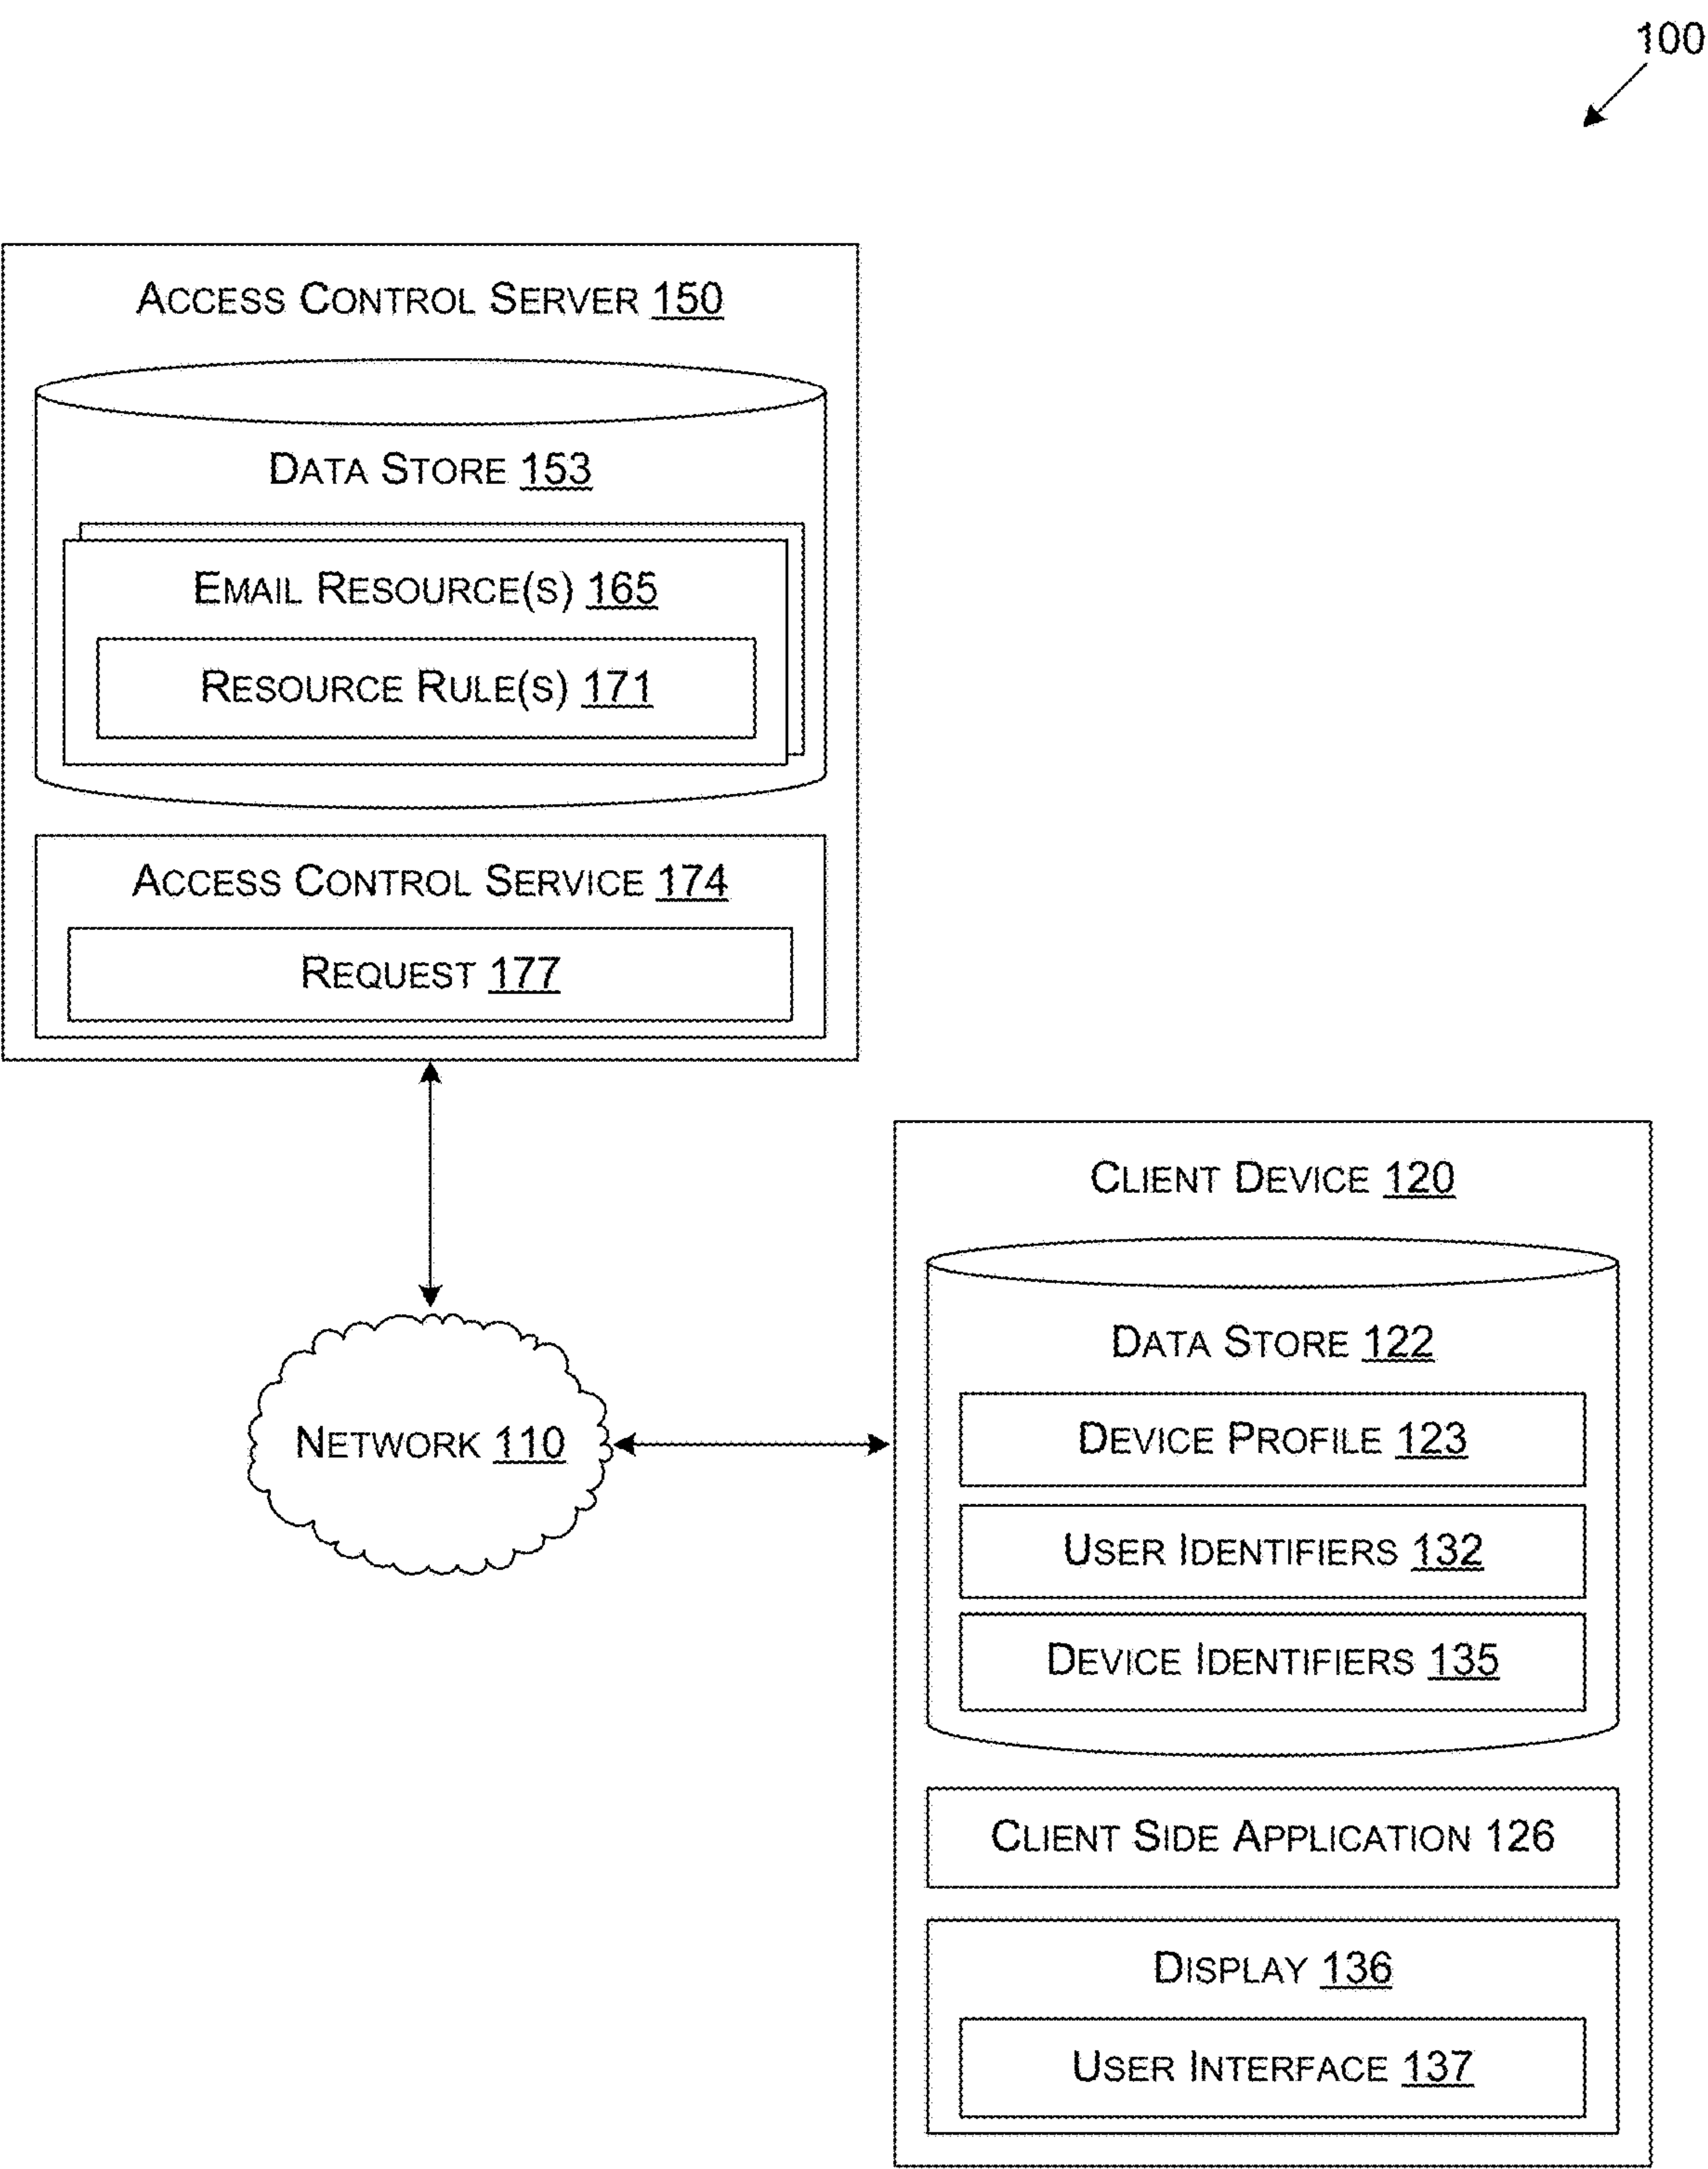 100
ACCESS CONTROL SERVER 150
DATA STORE 153
EMAIL RESOURCE(S) 165
RESOURCE RULE(S) 171
ACCESS CONTROL SERVICE 174
REQUEST 177
NETWORK 110
CLIENT DEVICE 120
DATA STORE 122
DEVICE PROFILE 123
USER IDENTIFIERS 132
DEVICE IDENTIFIERS 135
CLIENT SIDE APPLICATION 126
DISPLAY 136
USER INTERFACE 137